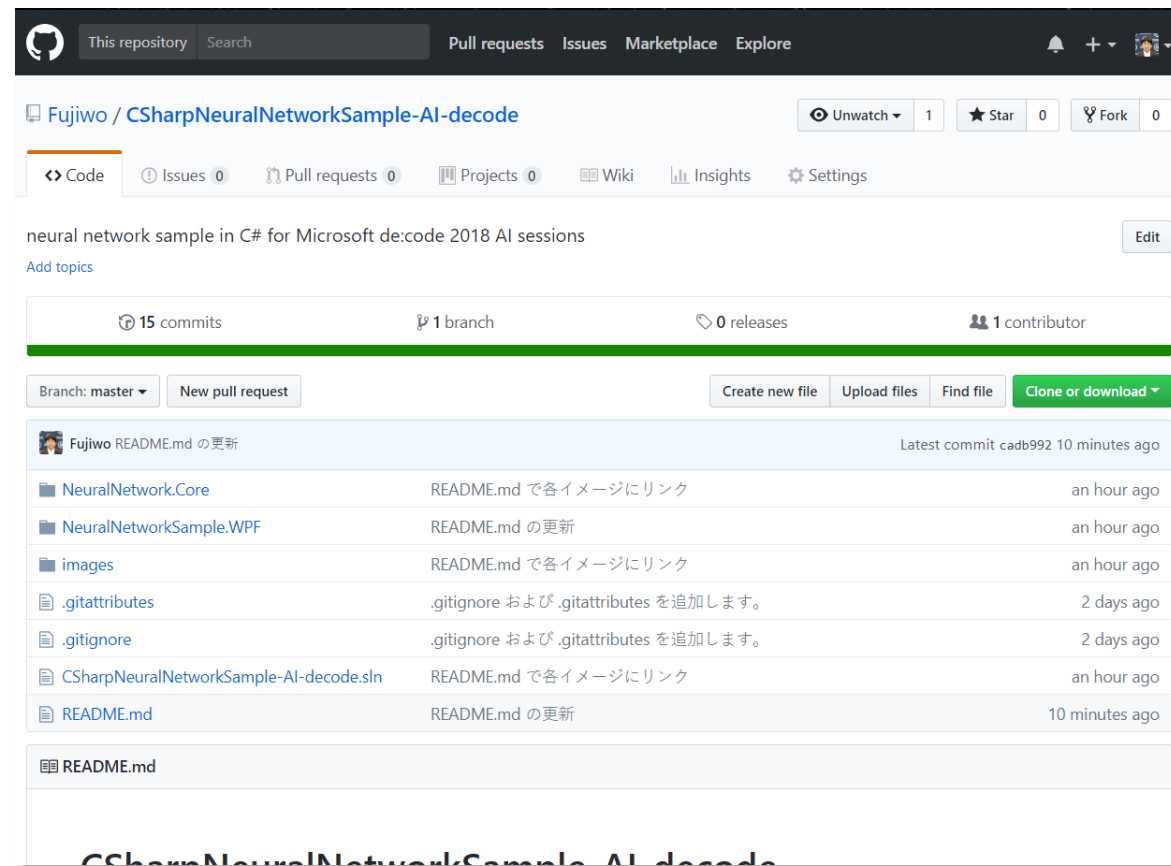 This repository Search Pull requests Issues Marketplace Explore
Fujiwo / CSharpNeuralNetworkSample-AI-decode Unwatch 1 Star 0 Fork 0
Code Issues 0 Pull requests 0 Projects 0 Wiki Insights Settings
neural network sample in C# for Microsoft de:code 2018 AI sessions Edit
Add topics
15 commits 1 branch 0 releases 1 contributor
Branch: master New pull request Create new file Upload files Find file Clone or download
Fujiwo README.md の更新 Latest commit cadb992 10 minutes ago
NeuralNetwork.Core README.md で各イメージにリンク an hour ago
NeuralNetworkSample.WPF README.md の更新 an hour ago
images README.md で各イメージにリンク an hour ago
.gitattributes .gitignore および .gitattributes を追加します。 2 days ago
.gitignore .gitignore および .gitattributes を追加します。 2 days ago
CSharpNeuralNetworkSample-AI-decode.sln README.md で各イメージにリンク an hour ago
README.md README.md の更新 10 minutes ago
README.md
CSharpNeuralNetworkSample-AI-decode